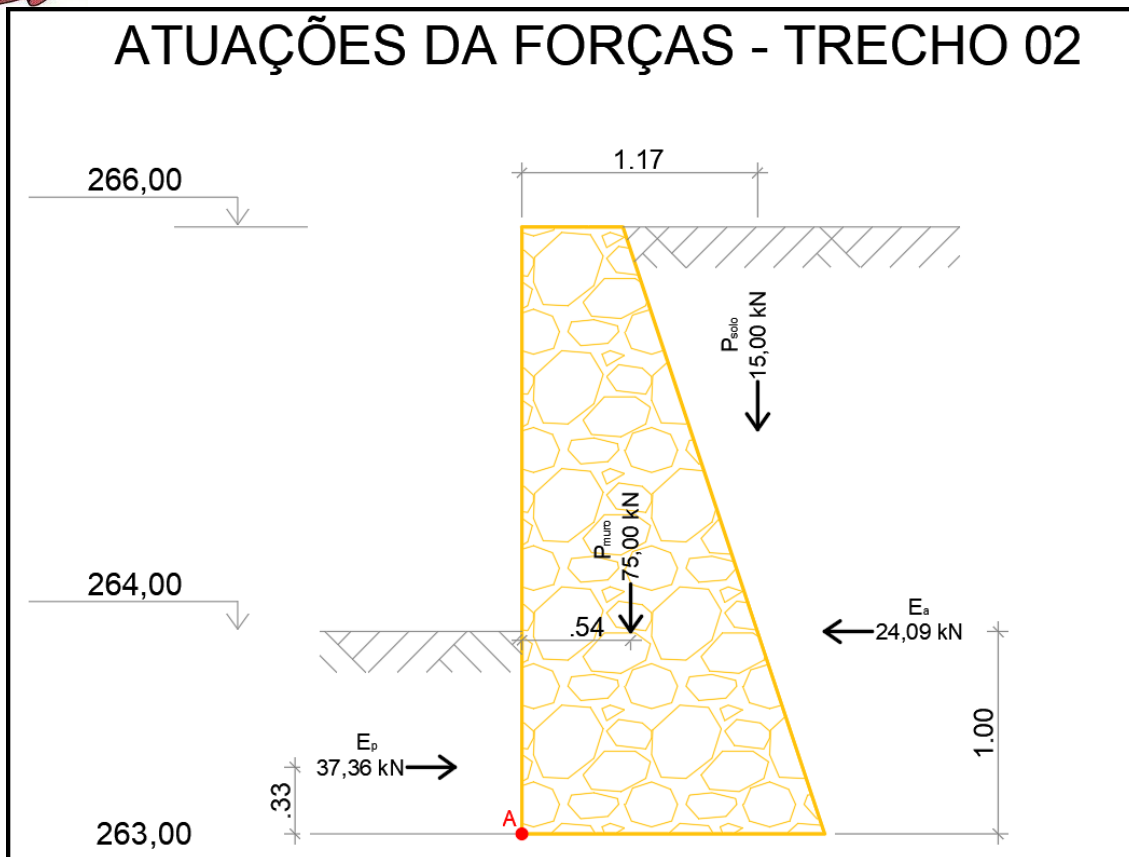 ATUAÇÕES DA FORÇAS - TRECHO 02
1.17
266,00
Psolo
15,00 kN
Pmuro
75,00 kN
264,00
.54
Ea
24,09 kN
1.00
Ep
37,36 kN
.33
A
263,00